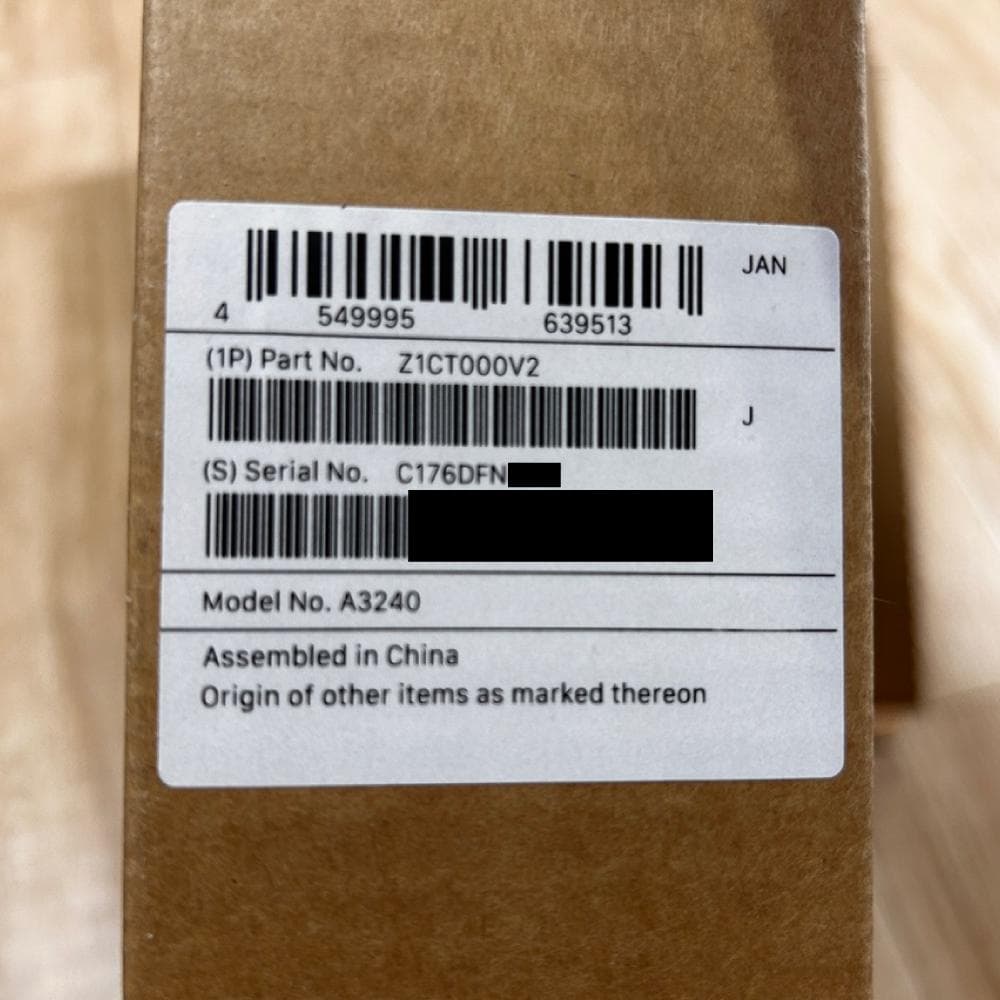 JAN
4 549995 639513
(1P) Part No. Z1CT000V2
J
(S) Serial No. C176DFN
Model No. A3240
Assembled in China
Origin of other items as marked thereon